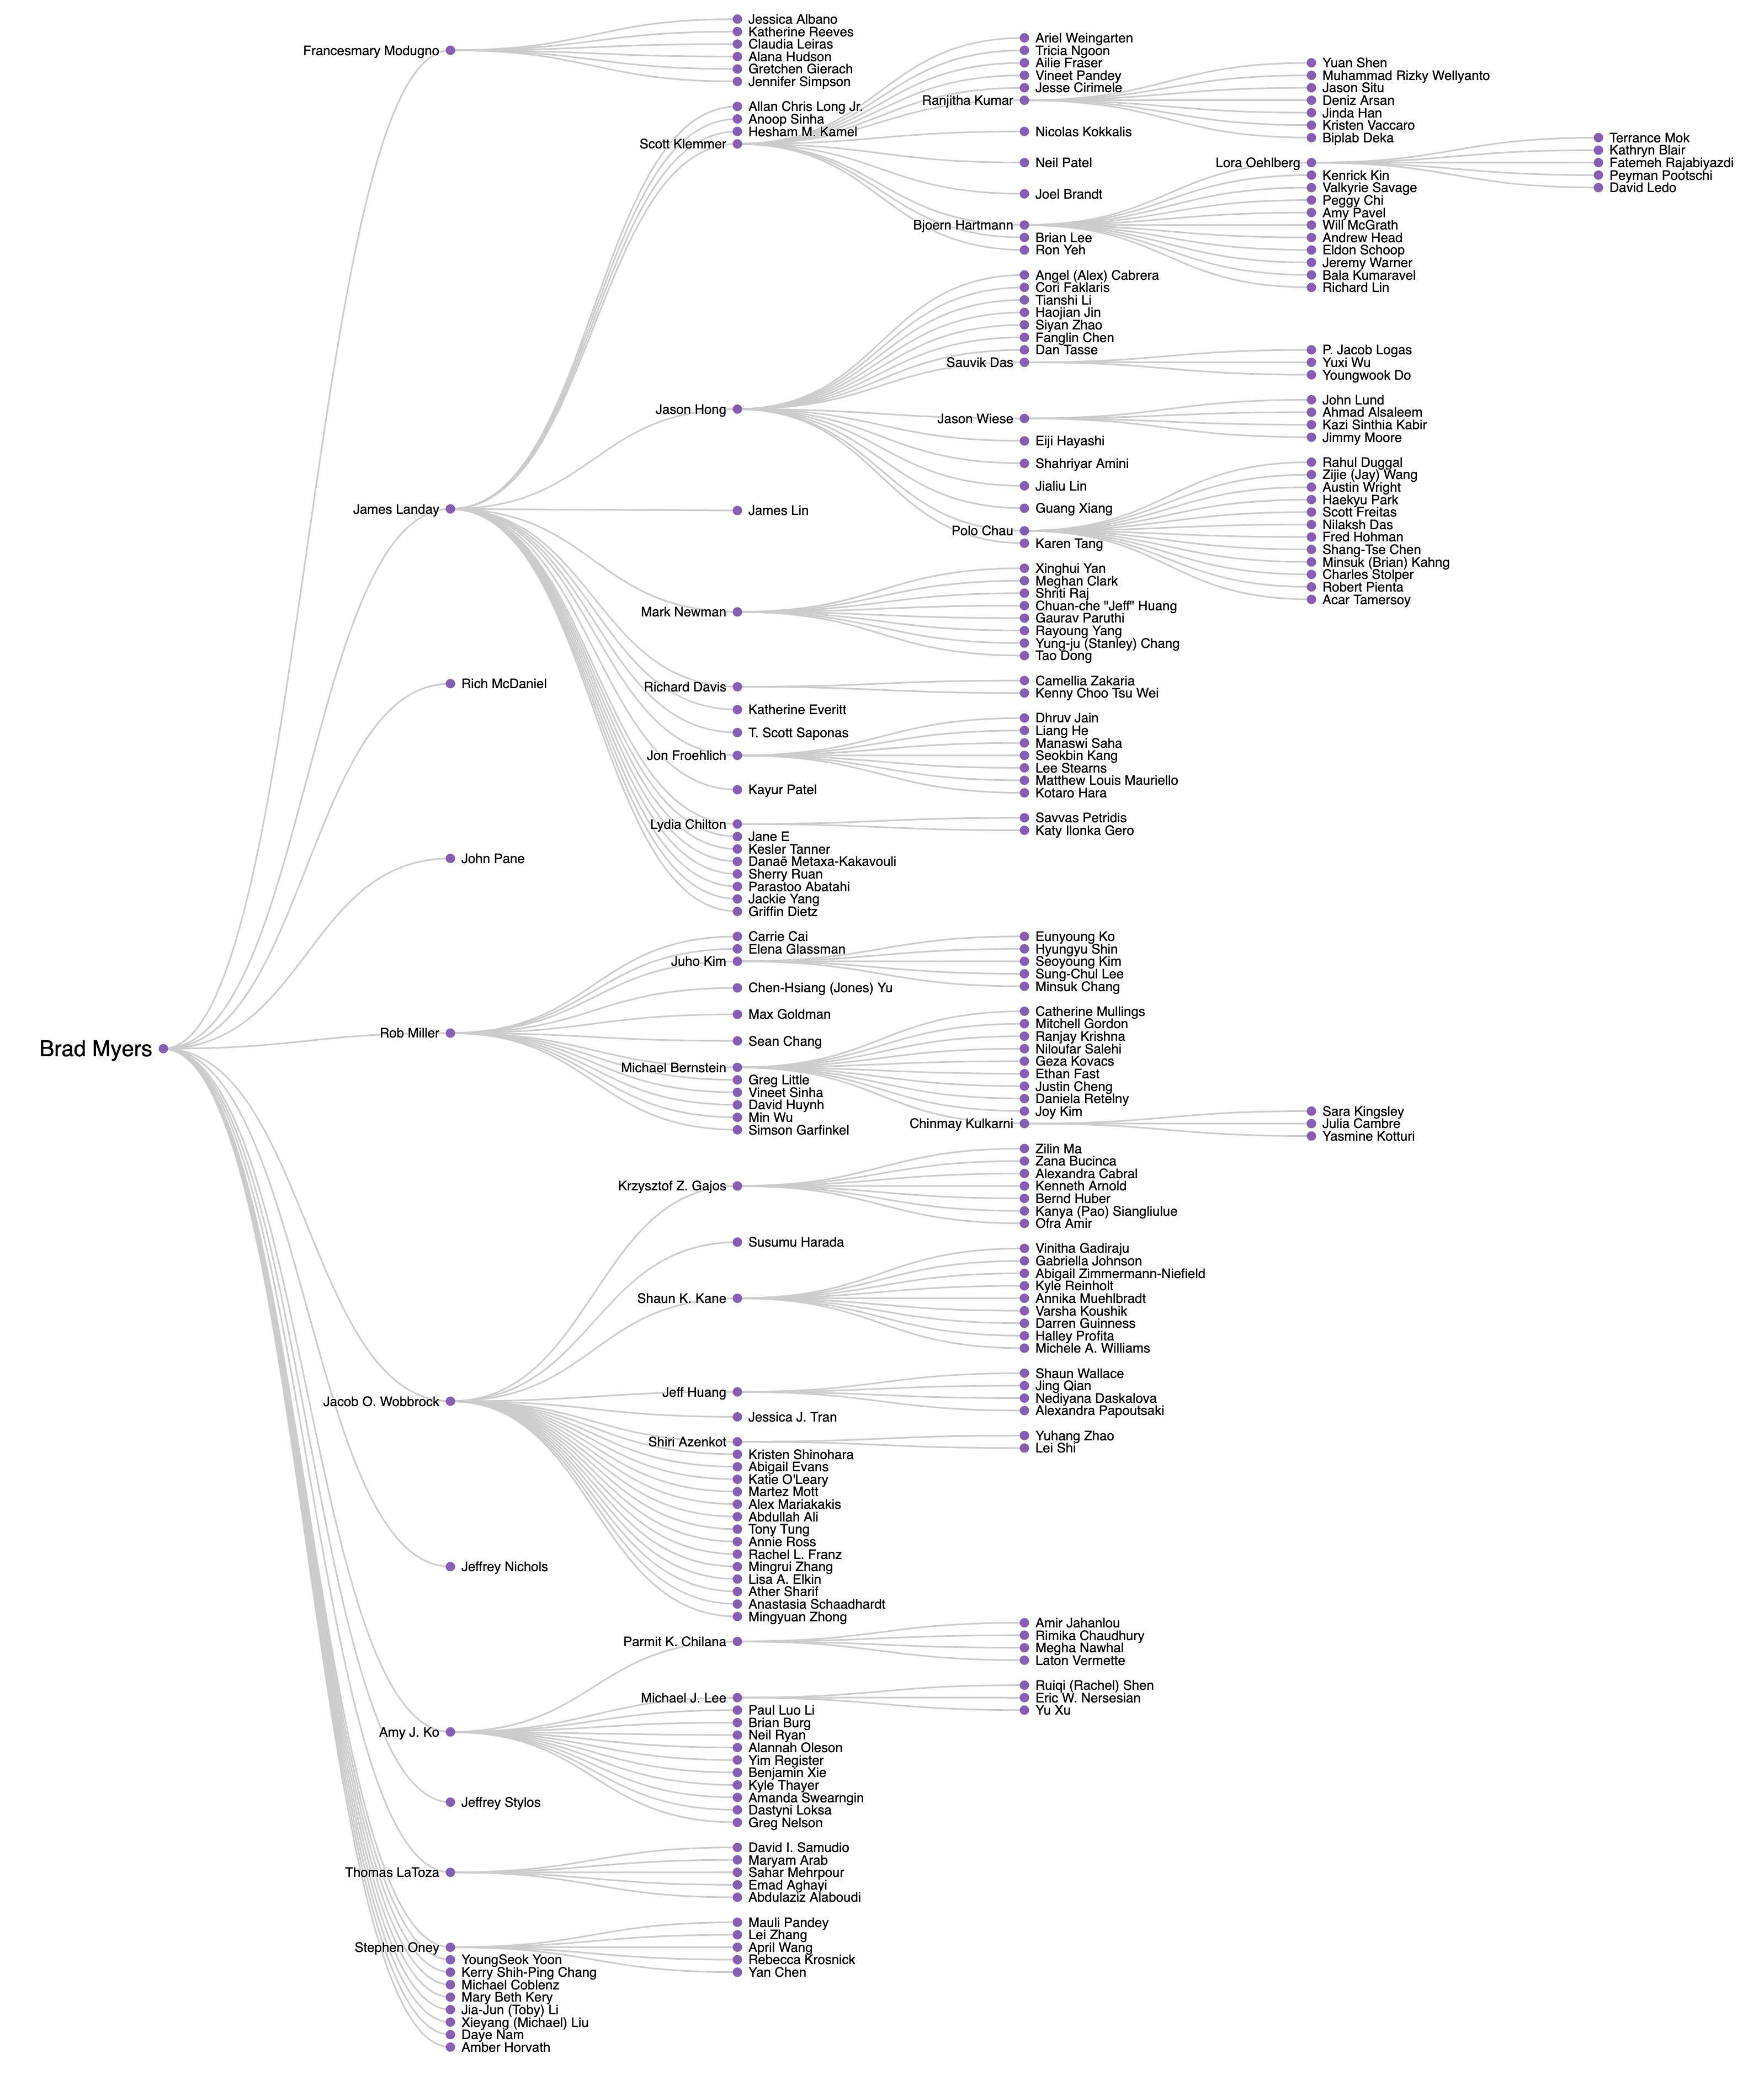 Brad Myers
Francesmary Modugno
Jessica Albano
Katherine Reeves
Claudia Leiras
Alana Hudson
Gretchen Gierach
Jennifer Simpson
James Landay
Allan Chris Long Jr.
Anoop Sinha
Hesham M. Kamel
Scott Klemmer
Ariel Weingarten
Tricia Ngoon
Ailie Fraser
Vineet Pandey
Jesse Cirimele
Ranjitha Kumar
Yuan Shen
Muhammad Rizky Wellyanto
Jason Situ
Deniz Arsan
Jinda Han
Kristen Vaccaro
Biplab Deka
Nicolas Kokkalis
Neil Patel
Joel Brandt
Bjoern Hartmann
Lora Oehlberg
Terrance Mok
Kathryn Blair
Fatemeh Rajabiyazdi
Peyman Pootschi
David Ledo
Kenrick Kin
Valkyrie Savage
Peggy Chi
Amy Pavel
Will McGrath
Andrew Head
Eldon Schoop
Jeremy Warner
Bala Kumaravel
Richard Lin
Brian Lee
Ron Yeh
Jason Hong
Angel (Alex) Cabrera
Cori Faklaris
Tianshi Li
Haojian Jin
Siyan Zhao
Fanglin Chen
Dan Tasse
Sauvik Das
P. Jacob Logas
Yuxi Wu
Youngwook Do
Jason Wiese
John Lund
Ahmad Alsaleem
Kazi Sinthia Kabir
Jimmy Moore
Eiji Hayashi
Shahriyar Amini
Jialiu Lin
Guang Xiang
Polo Chau
Rahul Duggal
Zijie (Jay) Wang
Austin Wright
Haekyu Park
Scott Freitas
Nilaksh Das
Fred Hohman
Shang-Tse Chen
Minsuk (Brian) Kahng
Charles Stolper
Robert Pienta
Acar Tamersoy
Karen Tang
James Lin
Mark Newman
Xinghui Yan
Meghan Clark
Shriti Raj
Chuan-che "Jeff" Huang
Gaurav Paruthi
Rayoung Yang
Yung-ju (Stanley) Chang
Tao Dong
Richard Davis
Camellia Zakaria
Kenny Choo Tsu Wei
Katherine Everitt
T. Scott Saponas
Jon Froehlich
Dhruv Jain
Liang He
Manaswi Saha
Seokbin Kang
Lee Stearns
Matthew Louis Mauriello
Kotaro Hara
Kayur Patel
Lydia Chilton
Savvas Petridis
Katy Ilonka Gero
Jane E
Kesler Tanner
Danaë Metaxa-Kakavouli
Sherry Ruan
Parastoo Abatahi
Jackie Yang
Griffin Dietz
Rich McDaniel
John Pane
Rob Miller
Carrie Cai
Elena Glassman
Juho Kim
Eunyoung Ko
Hyungyu Shin
Seoyoung Kim
Sung-Chul Lee
Minsuk Chang
Chen-Hsiang (Jones) Yu
Max Goldman
Sean Chang
Michael Bernstein
Catherine Mullings
Mitchell Gordon
Ranjay Krishna
Niloufar Salehi
Geza Kovacs
Ethan Fast
Justin Cheng
Daniela Retelny
Joy Kim
Chinmay Kulkarni
Sara Kingsley
Julia Cambre
Yasmine Kotturi
Greg Little
Vineet Sinha
David Huynh
Min Wu
Simson Garfinkel
Jacob O. Wobbrock
Krzysztof Z. Gajos
Zilin Ma
Zana Bucinca
Alexandra Cabral
Kenneth Arnold
Bernd Huber
Kanya (Pao) Siangliulue
Ofra Amir
Susumu Harada
Shaun K. Kane
Vinitha Gadiraju
Gabriella Johnson
Abigail Zimmermann-Niefield
Kyle Reinholt
Annika Muehlbradt
Varsha Koushik
Darren Guinness
Halley Profita
Michele A. Williams
Jeff Huang
Shaun Wallace
Jing Qian
Nediyana Daskalova
Alexandra Papoutsaki
Jessica J. Tran
Shiri Azenkot
Yuhang Zhao
Lei Shi
Kristen Shinohara
Abigail Evans
Katie O'Leary
Martez Mott
Alex Mariakakis
Abdullah Ali
Tony Tung
Annie Ross
Rachel L. Franz
Mingrui Zhang
Lisa A. Elkin
Ather Sharif
Anastasia Schaadhardt
Mingyuan Zhong
Jeffrey Nichols
Amy J. Ko
Parmit K. Chilana
Amir Jahanlou
Rimika Chaudhury
Megha Nawhal
Laton Vermette
Michael J. Lee
Ruiqi (Rachel) Shen
Eric W. Nersesian
Yu Xu
Paul Luo Li
Brian Burg
Neil Ryan
Alannah Oleson
Yim Register
Benjamin Xie
Kyle Thayer
Amanda Swearngin
Dastyni Loksa
Greg Nelson
Jeffrey Stylos
Thomas LaToza
David I. Samudio
Maryam Arab
Sahar Mehrpour
Emad Aghayi
Abdulaziz Alaboudi
Stephen Oney
Mauli Pandey
Lei Zhang
April Wang
Rebecca Krosnick
Yan Chen
YoungSeok Yoon
Kerry Shih-Ping Chang
Michael Coblenz
Mary Beth Kery
Jia-Jun (Toby) Li
Xieyang (Michael) Liu
Daye Nam
Amber Horvath